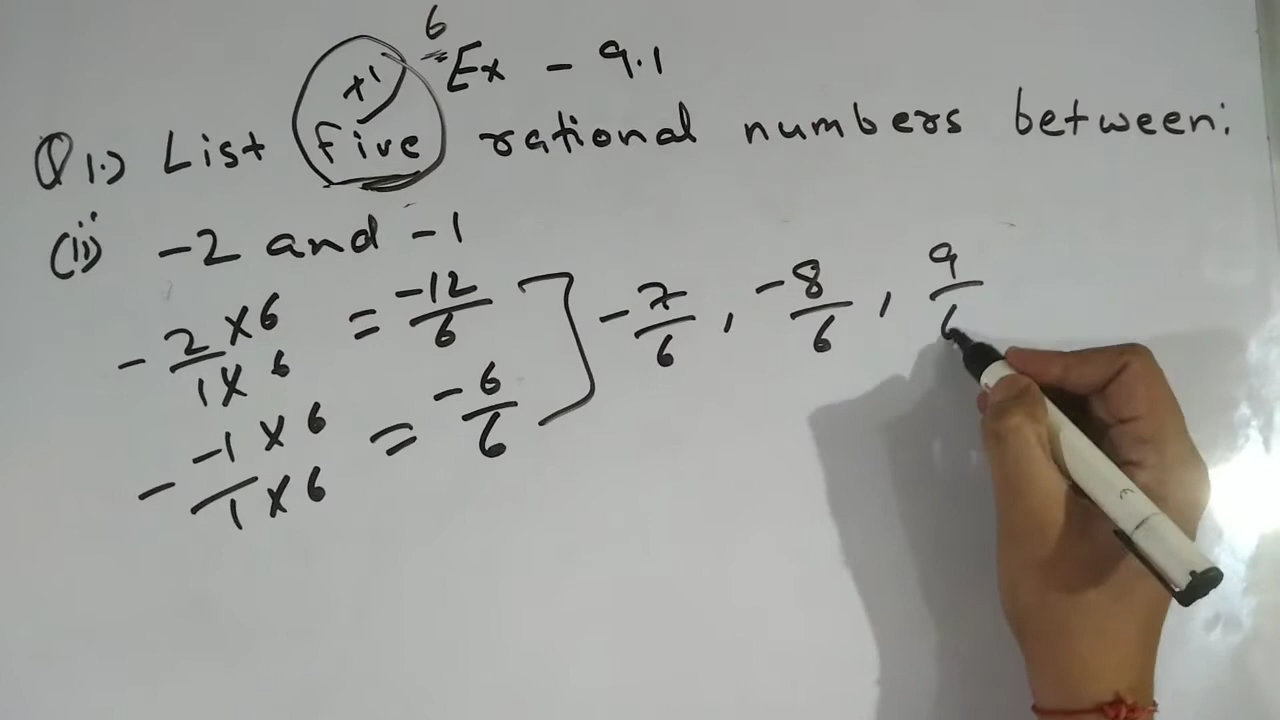 6
Ex - 9.1
+1
Q1.) List five rational numbers between:
(ii) -2 and -1
- 2×6/1×6 = -12/6 ] -7/6 , -8/6 , 9/6
- -1×6/1×6 = -6/6